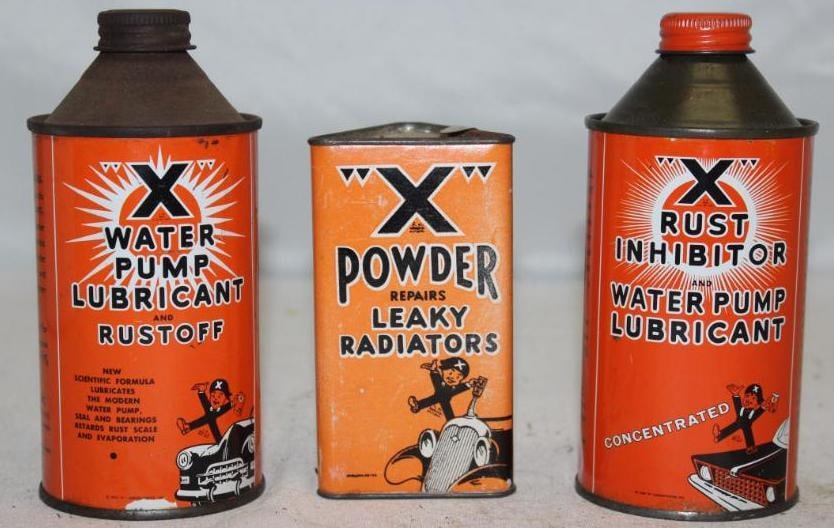 "X"
WATER
PUMP
LUBRICANT
AND
RUSTOFF
NEW
SCIENTIFIC FORMULA
LUBRICATES
THE MODERN
WATER PUMP,
SEAL AND BEARINGS
RETARDS RUST SCALE
AND EVAPORATION
X
"X"
POWDER
REPAIRS
LEAKY
RADIATORS
X
"X"
RUST
INHIBITOR
AND
WATER PUMP
LUBRICANT
CONCENTRATED
X